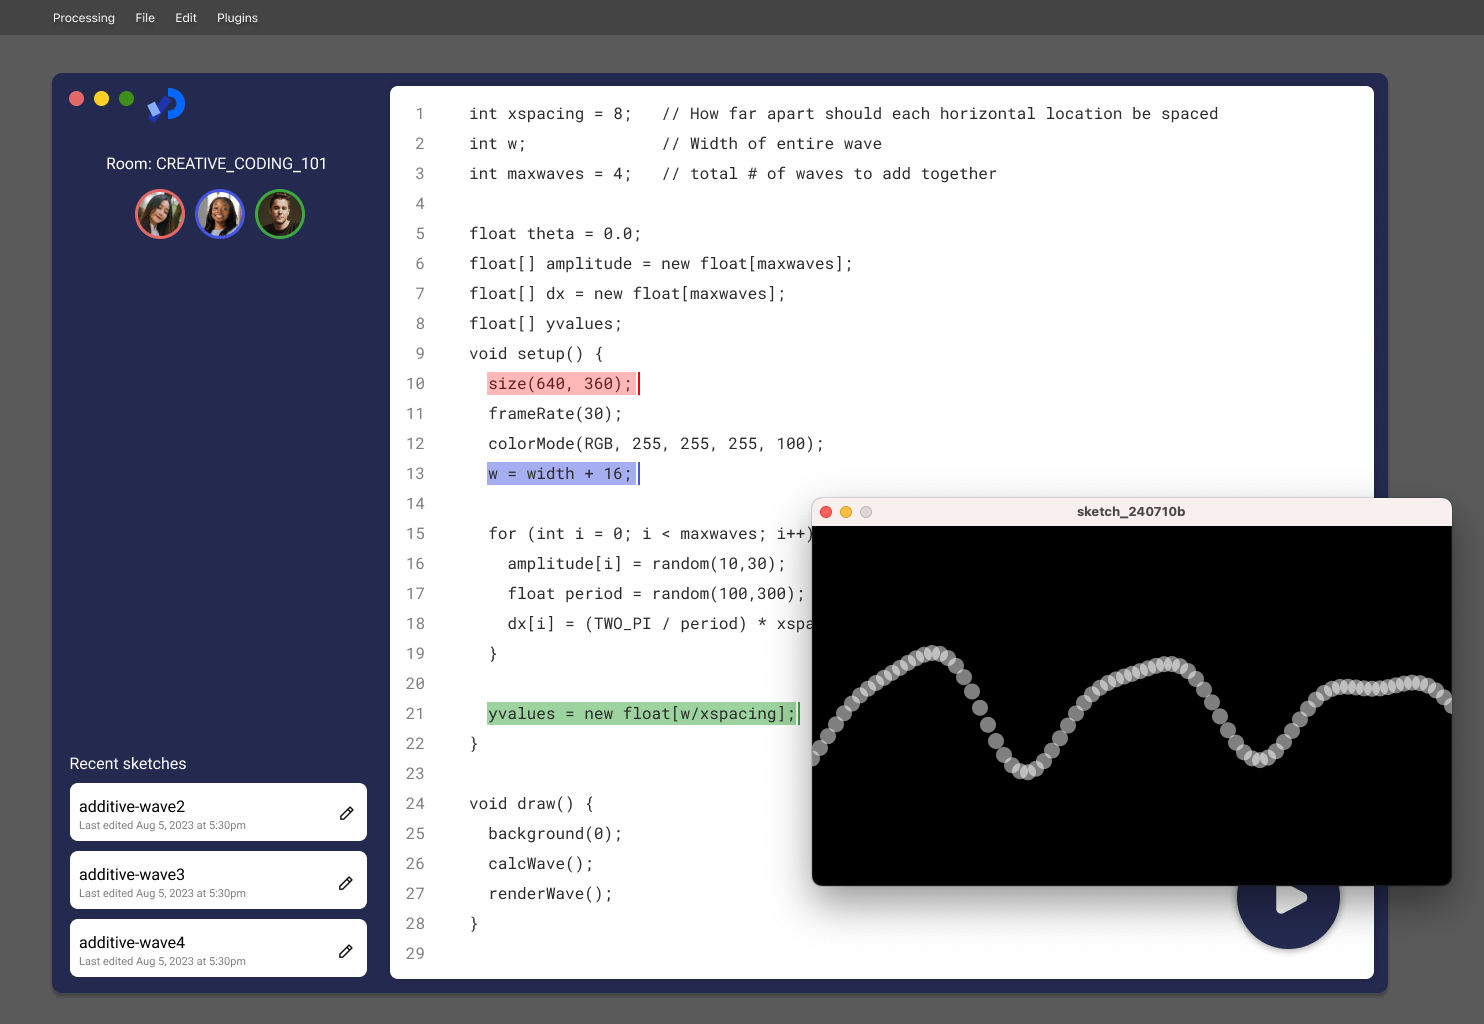 Processing File Edit Plugins
Room: CREATIVE_CODING_101
Recent sketches
additive-wave2
Last edited Aug 5, 2023 at 5:30pm
additive-wave3
Last edited Aug 5, 2023 at 5:30pm
additive-wave4
Last edited Aug 5, 2023 at 5:30pm
1 int xspacing = 8;   // How far apart should each horizontal location be spaced
2 int w;              // Width of entire wave
3 int maxwaves = 4;   // total # of waves to add together
4
5 float theta = 0.0;
6 float[] amplitude = new float[maxwaves];
7 float[] dx = new float[maxwaves];
8 float[] yvalues;
9 void setup() {
10   size(640, 360);
11   frameRate(30);
12   colorMode(RGB, 255, 255, 255, 100);
13   w = width + 16;
14
15   for (int i = 0; i < maxwaves; i++)
16     amplitude[i] = random(10,30);
17     float period = random(100,300);
18     dx[i] = (TWO_PI / period) * xspa
19   }
20
21   yvalues = new float[w/xspacing];
22 }
23
24 void draw() {
25   background(0);
26   calcWave();
27   renderWave();
28 }
29
sketch_240710b